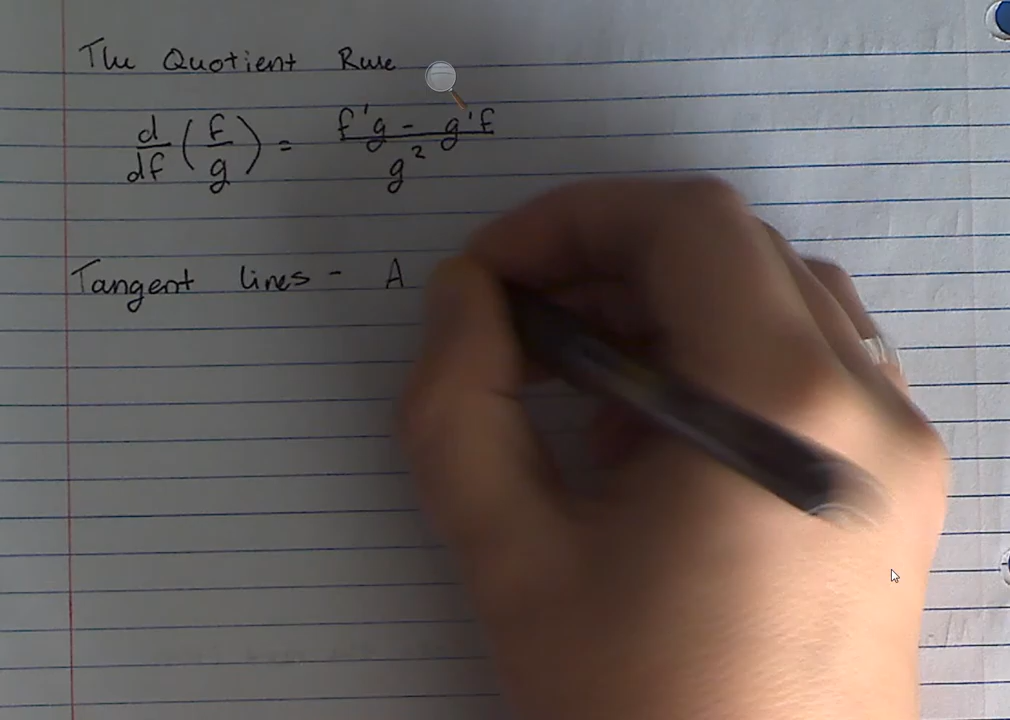 The Quotient Rule
d/df (f/g) = (f'g - g'f)/g²
Tangent lines - A